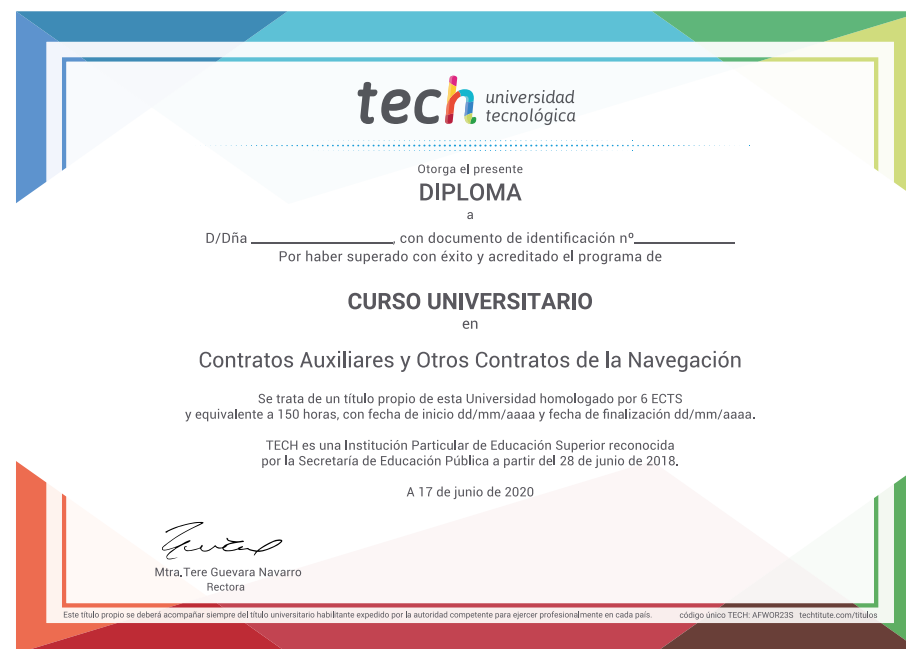 tech universidad
tecnológica
Otorga el presente
DIPLOMA
a
D/Dña ____________________, con documento de identificación nº______________
Por haber superado con éxito y acreditado el programa de
CURSO UNIVERSITARIO
en
Contratos Auxiliares y Otros Contratos de la Navegación
Se trata de un título propio de esta Universidad homologado por 6 ECTS
y equivalente a 150 horas, con fecha de inicio dd/mm/aaaa y fecha de finalización dd/mm/aaaa.
TECH es una Institución Particular de Educación Superior reconocida
por la Secretaría de Educación Pública a partir del 28 de junio de 2018.
A 17 de junio de 2020
Mtra.Tere Guevara Navarro
Rectora
Este título propio se deberá acompañar siempre del título universitario habilitante expedido por la autoridad competente para ejercer profesionalmente en cada país. código único TECH: AFWOR23S techtitute.com/titulos